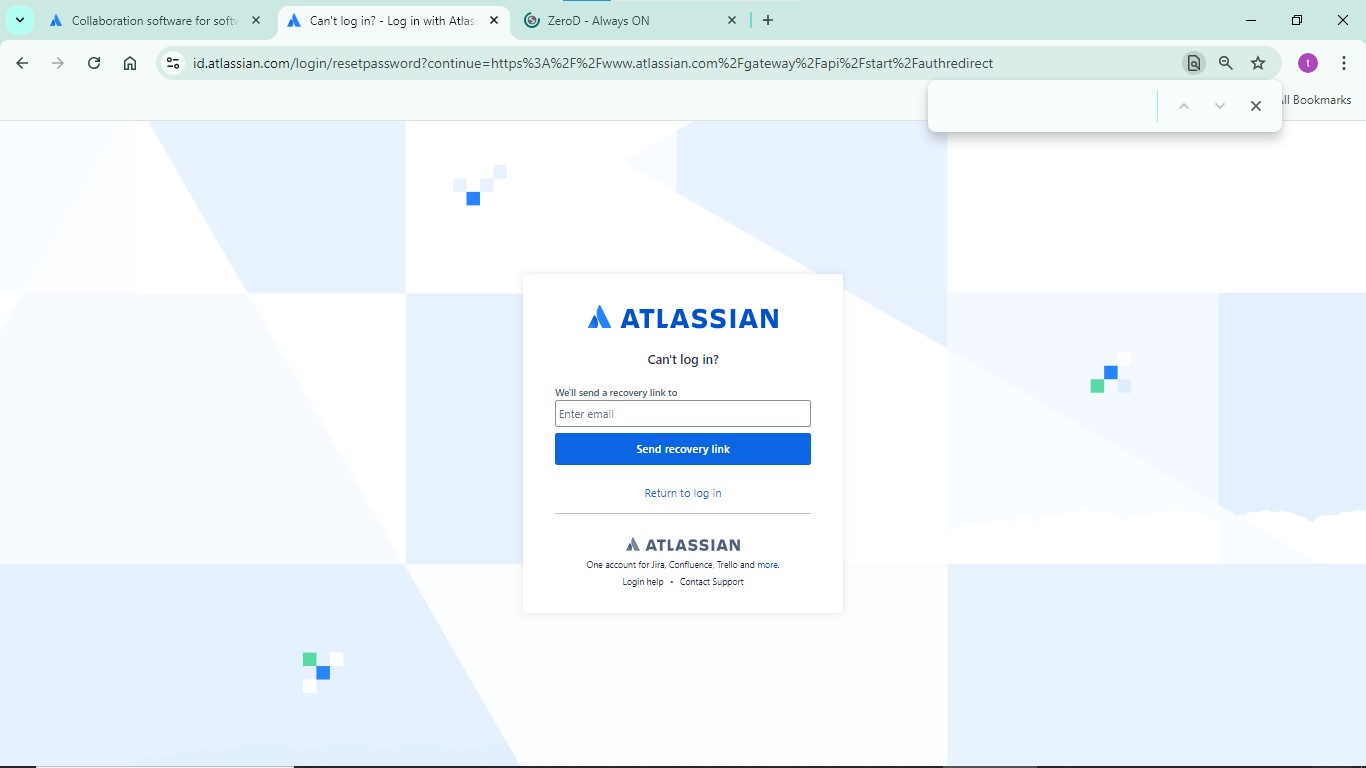 Collaboration software for softw
Can't log in? - Log in with Atlas
ZeroD - Always ON
id.atlassian.com/login/resetpassword?continue=https%3A%2F%2Fwww.atlassian.com%2Fgateway%2Fapi%2Fstart%2Fauthredirect
t
All Bookmarks
ATLASSIAN
Can't log in?
We'll send a recovery link to
Enter email
Send recovery link
Return to log in
ATLASSIAN
One account for Jira, Confluence, Trello and more.
Login help • Contact Support